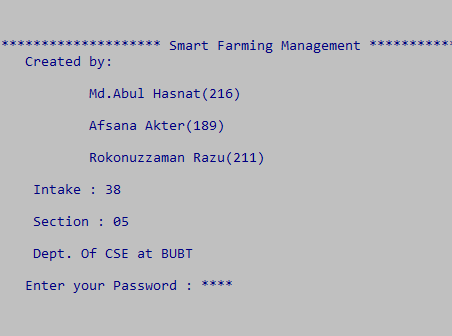 ******************** Smart Farming Management ***********
Created by:
Md.Abul Hasnat(216)
Afsana Akter(189)
Rokonuzzaman Razu(211)
Intake : 38
Section : 05
Dept. Of CSE at BUBT
Enter your Password : ****